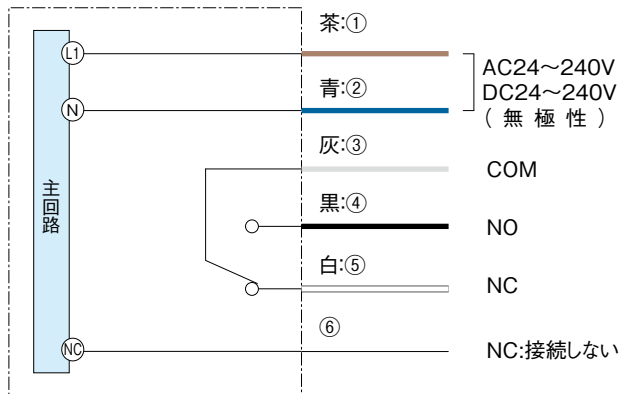 茶:①
L1
AC24～240V
青:②
DC24～240V
N
(無極性)
灰:③
COM
主回路
黒:④
NO
白:⑤
NC
⑥
NC
NC:接続しない